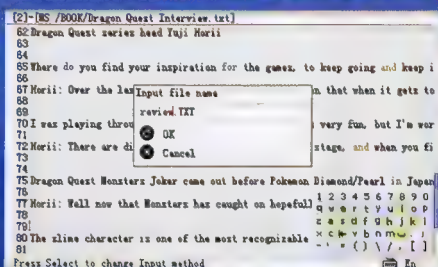 [2]-[MS /BOOK/Dragon Quest Interview.txt]
62 Dragon Quest series head Yuji Horii
63
64
65 Where do you find your inspiration for the games, to keep going and keep i
66
67 Horii: Over the las n that when it gets to
68
69
70 I was playing throu very fun, but I'm wor
71
72 Horii: There are di stage, and when you fi
73
74
75 Dragon Quest Monsters Joker came out before Pokemon Diamond/Pearl in Japan
76
77 Horii: Well now that Monsters has caught on hopefull
78
79
80 The slime character is one of the most recognizable
81
Input file name
review.TXT
OK
Cancel
1 2 3 4 5 6 7 8 9 0
q w e r t y u i o p
z a s d f g h j k l
x c v b n m
( ) \ / . [ ]
Press Select to change Input method
En